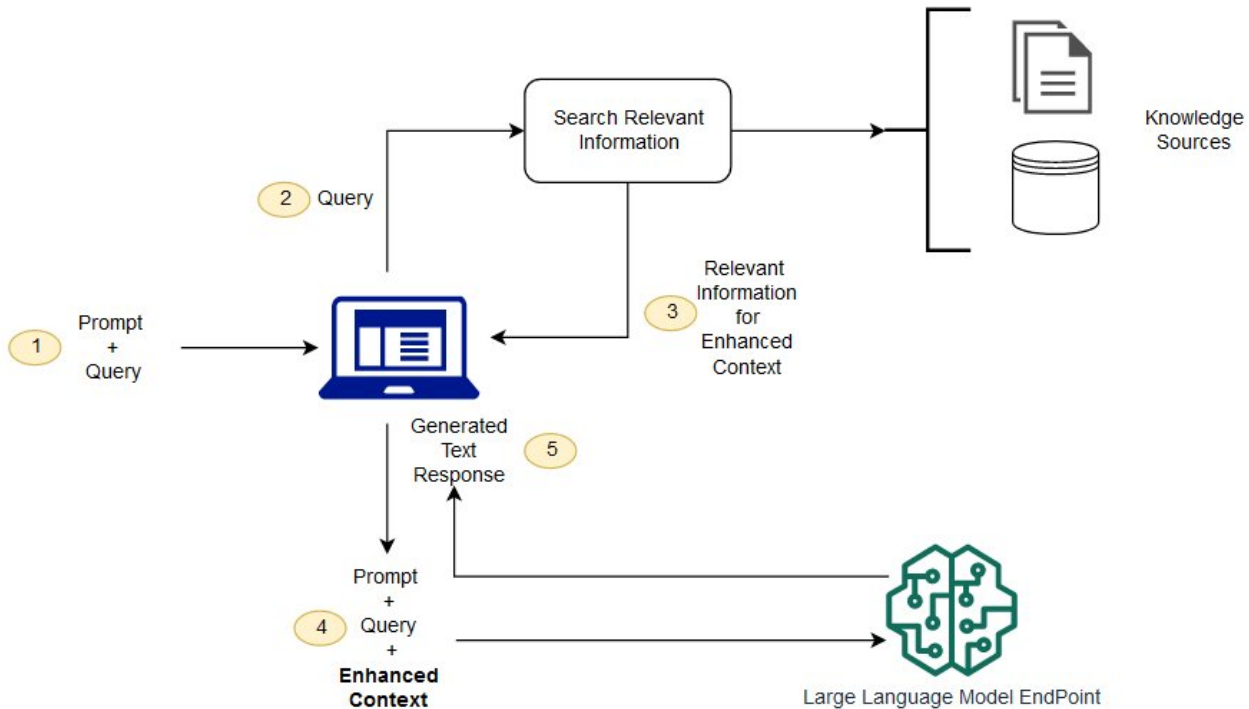 Search Relevant
Information
Knowledge
Sources
2
Query
Relevant
Information
for
Enhanced
Context
3
1
Prompt
+
Query
Generated
Text
Response
5
Prompt
+
Query
+
Enhanced
Context
4
Large Language Model EndPoint